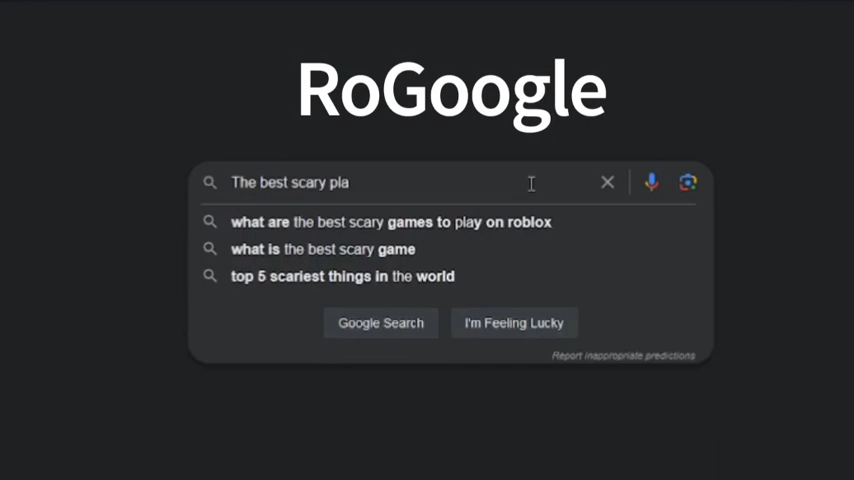 RoGoogle
The best scary pla
what are the best scary games to play on roblox
what is the best scary game
top 5 scariest things in the world
Google Search
I'm Feeling Lucky
Report inappropriate predictions